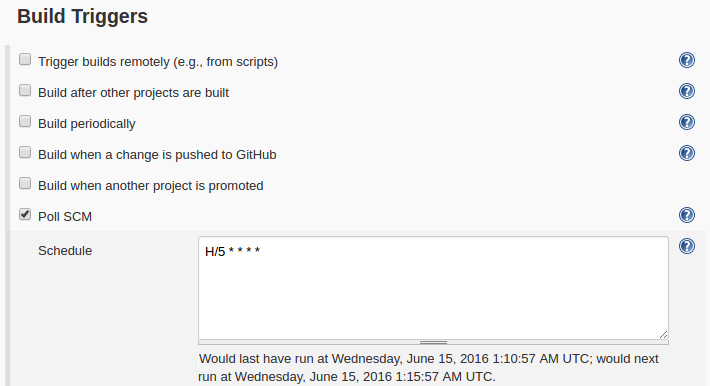 Build Triggers
Trigger builds remotely (e.g., from scripts)
Build after other projects are built
Build periodically
Build when a change is pushed to GitHub
Build when another project is promoted
Poll SCM
Schedule
H/5 * * * *
Would last have run at Wednesday, June 15, 2016 1:10:57 AM UTC; would next
run at Wednesday, June 15, 2016 1:15:57 AM UTC.